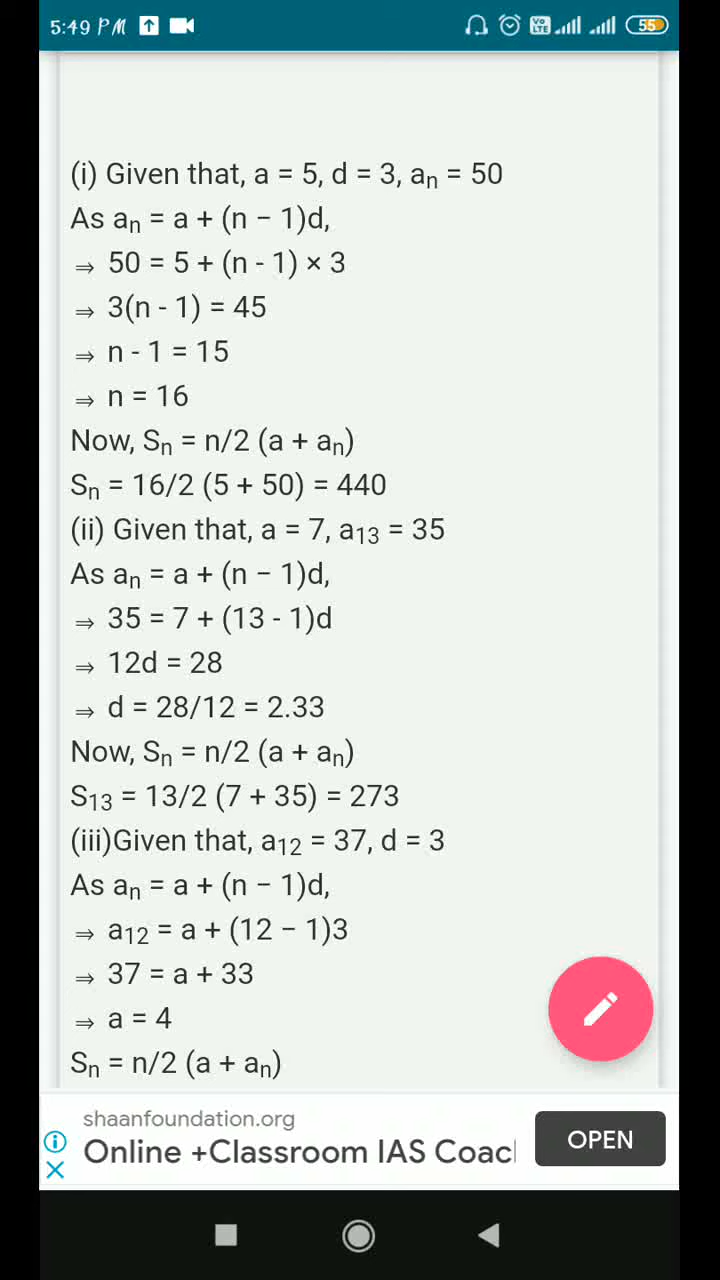 5:49 PM
Vo LTE
55
(i) Given that, a = 5, d = 3, aₙ = 50
As aₙ = a + (n − 1)d,
⇒ 50 = 5 + (n - 1) × 3
⇒ 3(n - 1) = 45
⇒ n - 1 = 15
⇒ n = 16
Now, Sₙ = n/2 (a + aₙ)
Sₙ = 16/2 (5 + 50) = 440
(ii) Given that, a = 7, a₁₃ = 35
As aₙ = a + (n − 1)d,
⇒ 35 = 7 + (13 - 1)d
⇒ 12d = 28
⇒ d = 28/12 = 2.33
Now, Sₙ = n/2 (a + aₙ)
S₁₃ = 13/2 (7 + 35) = 273
(iii)Given that, a₁₂ = 37, d = 3
As aₙ = a + (n − 1)d,
⇒ a₁₂ = a + (12 − 1)3
⇒ 37 = a + 33
⇒ a = 4
Sₙ = n/2 (a + aₙ)
shaanfoundation.org
Online +Classroom IAS Coac
OPEN